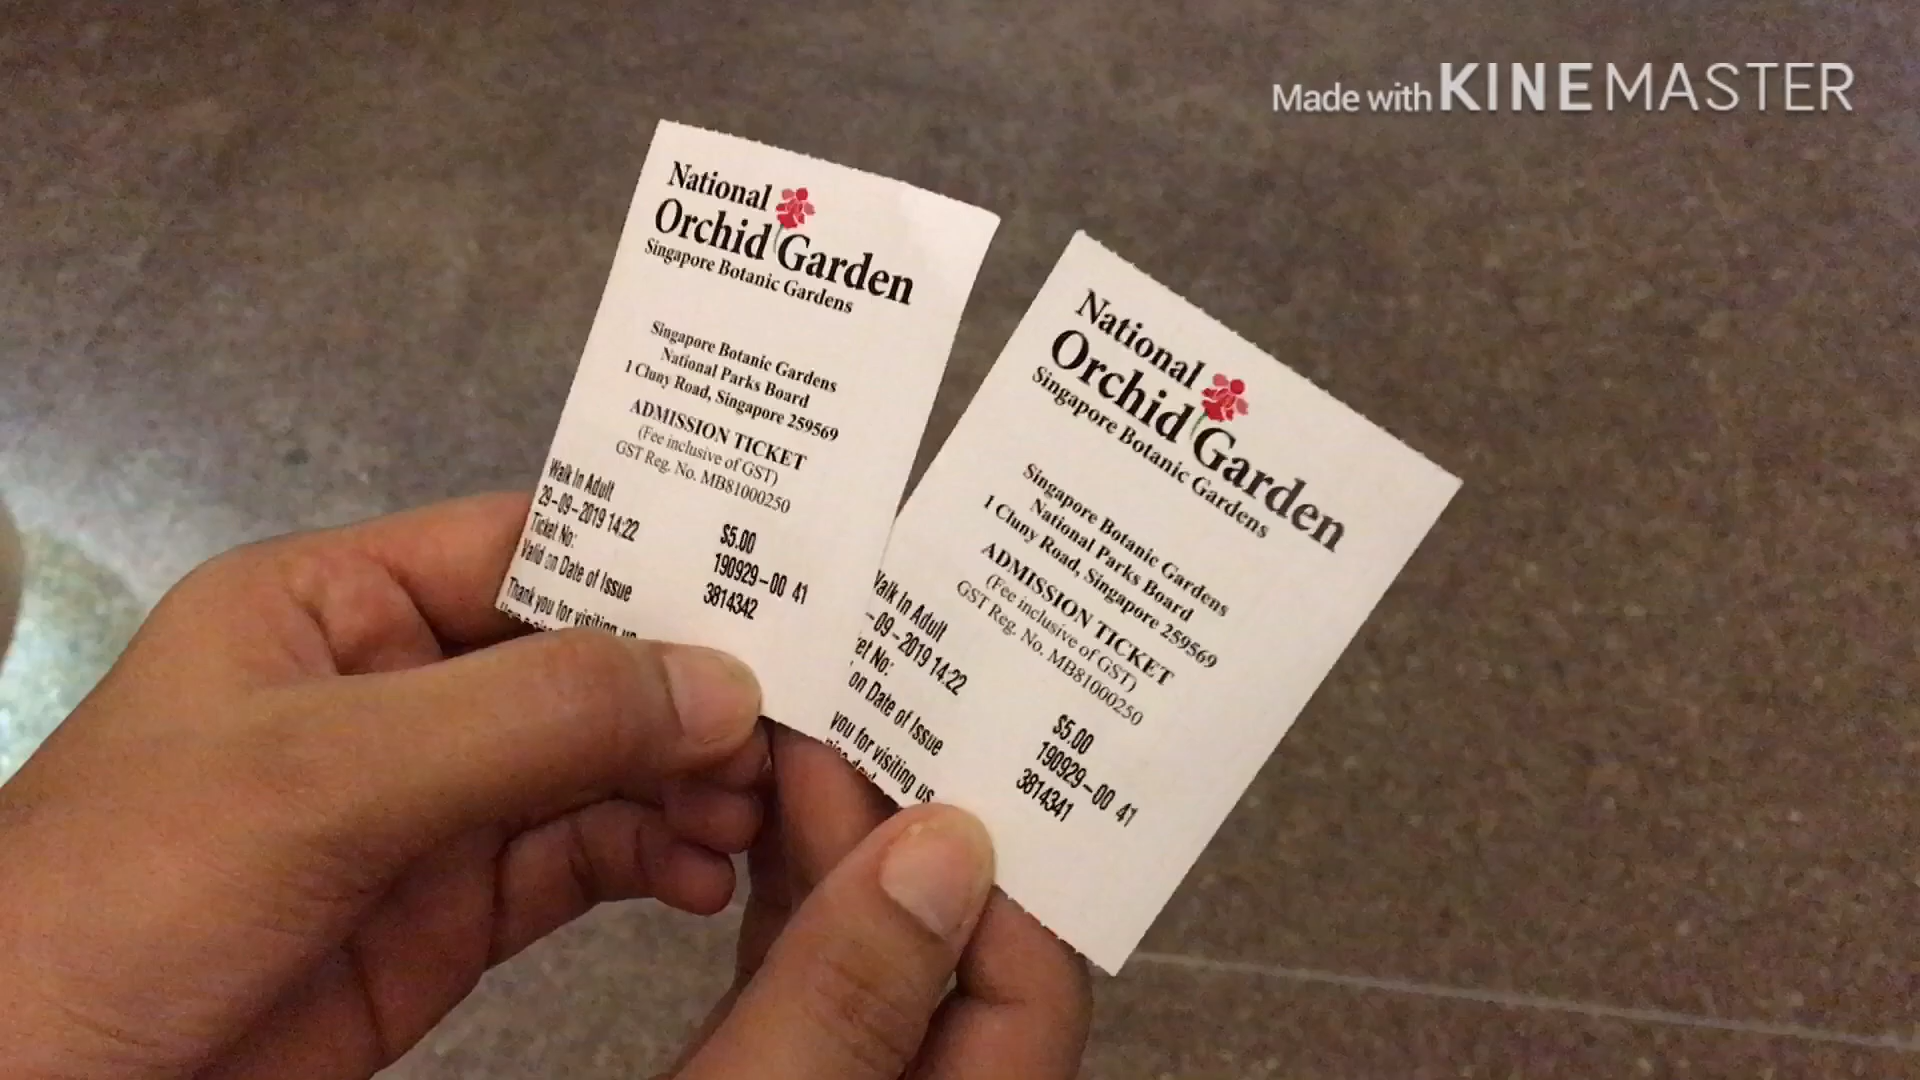 Made with KINEMASTER
National
Orchid Garden
Singapore Botanic Gardens
Singapore Botanic Gardens
National Parks Board
1 Cluny Road, Singapore 259569
ADMISSION TICKET
(Fee inclusive of GST)
GST Reg. No. MB81000250
Walk In Adult $5.00
29-09-2019 14:22 190929-00 41
Ticket No: 3814342
Valid on Date of Issue
Thank you for visiting us
National
Orchid Garden
Singapore Botanic Gardens
Singapore Botanic Gardens
National Parks Board
1 Cluny Road, Singapore 259569
ADMISSION TICKET
(Fee inclusive of GST)
GST Reg. No. MB81000250
Walk In Adult $5.00
-09-2019 14:22 190929-00 41
et No: 3814341
on Date of Issue
you for visiting us
nice day!